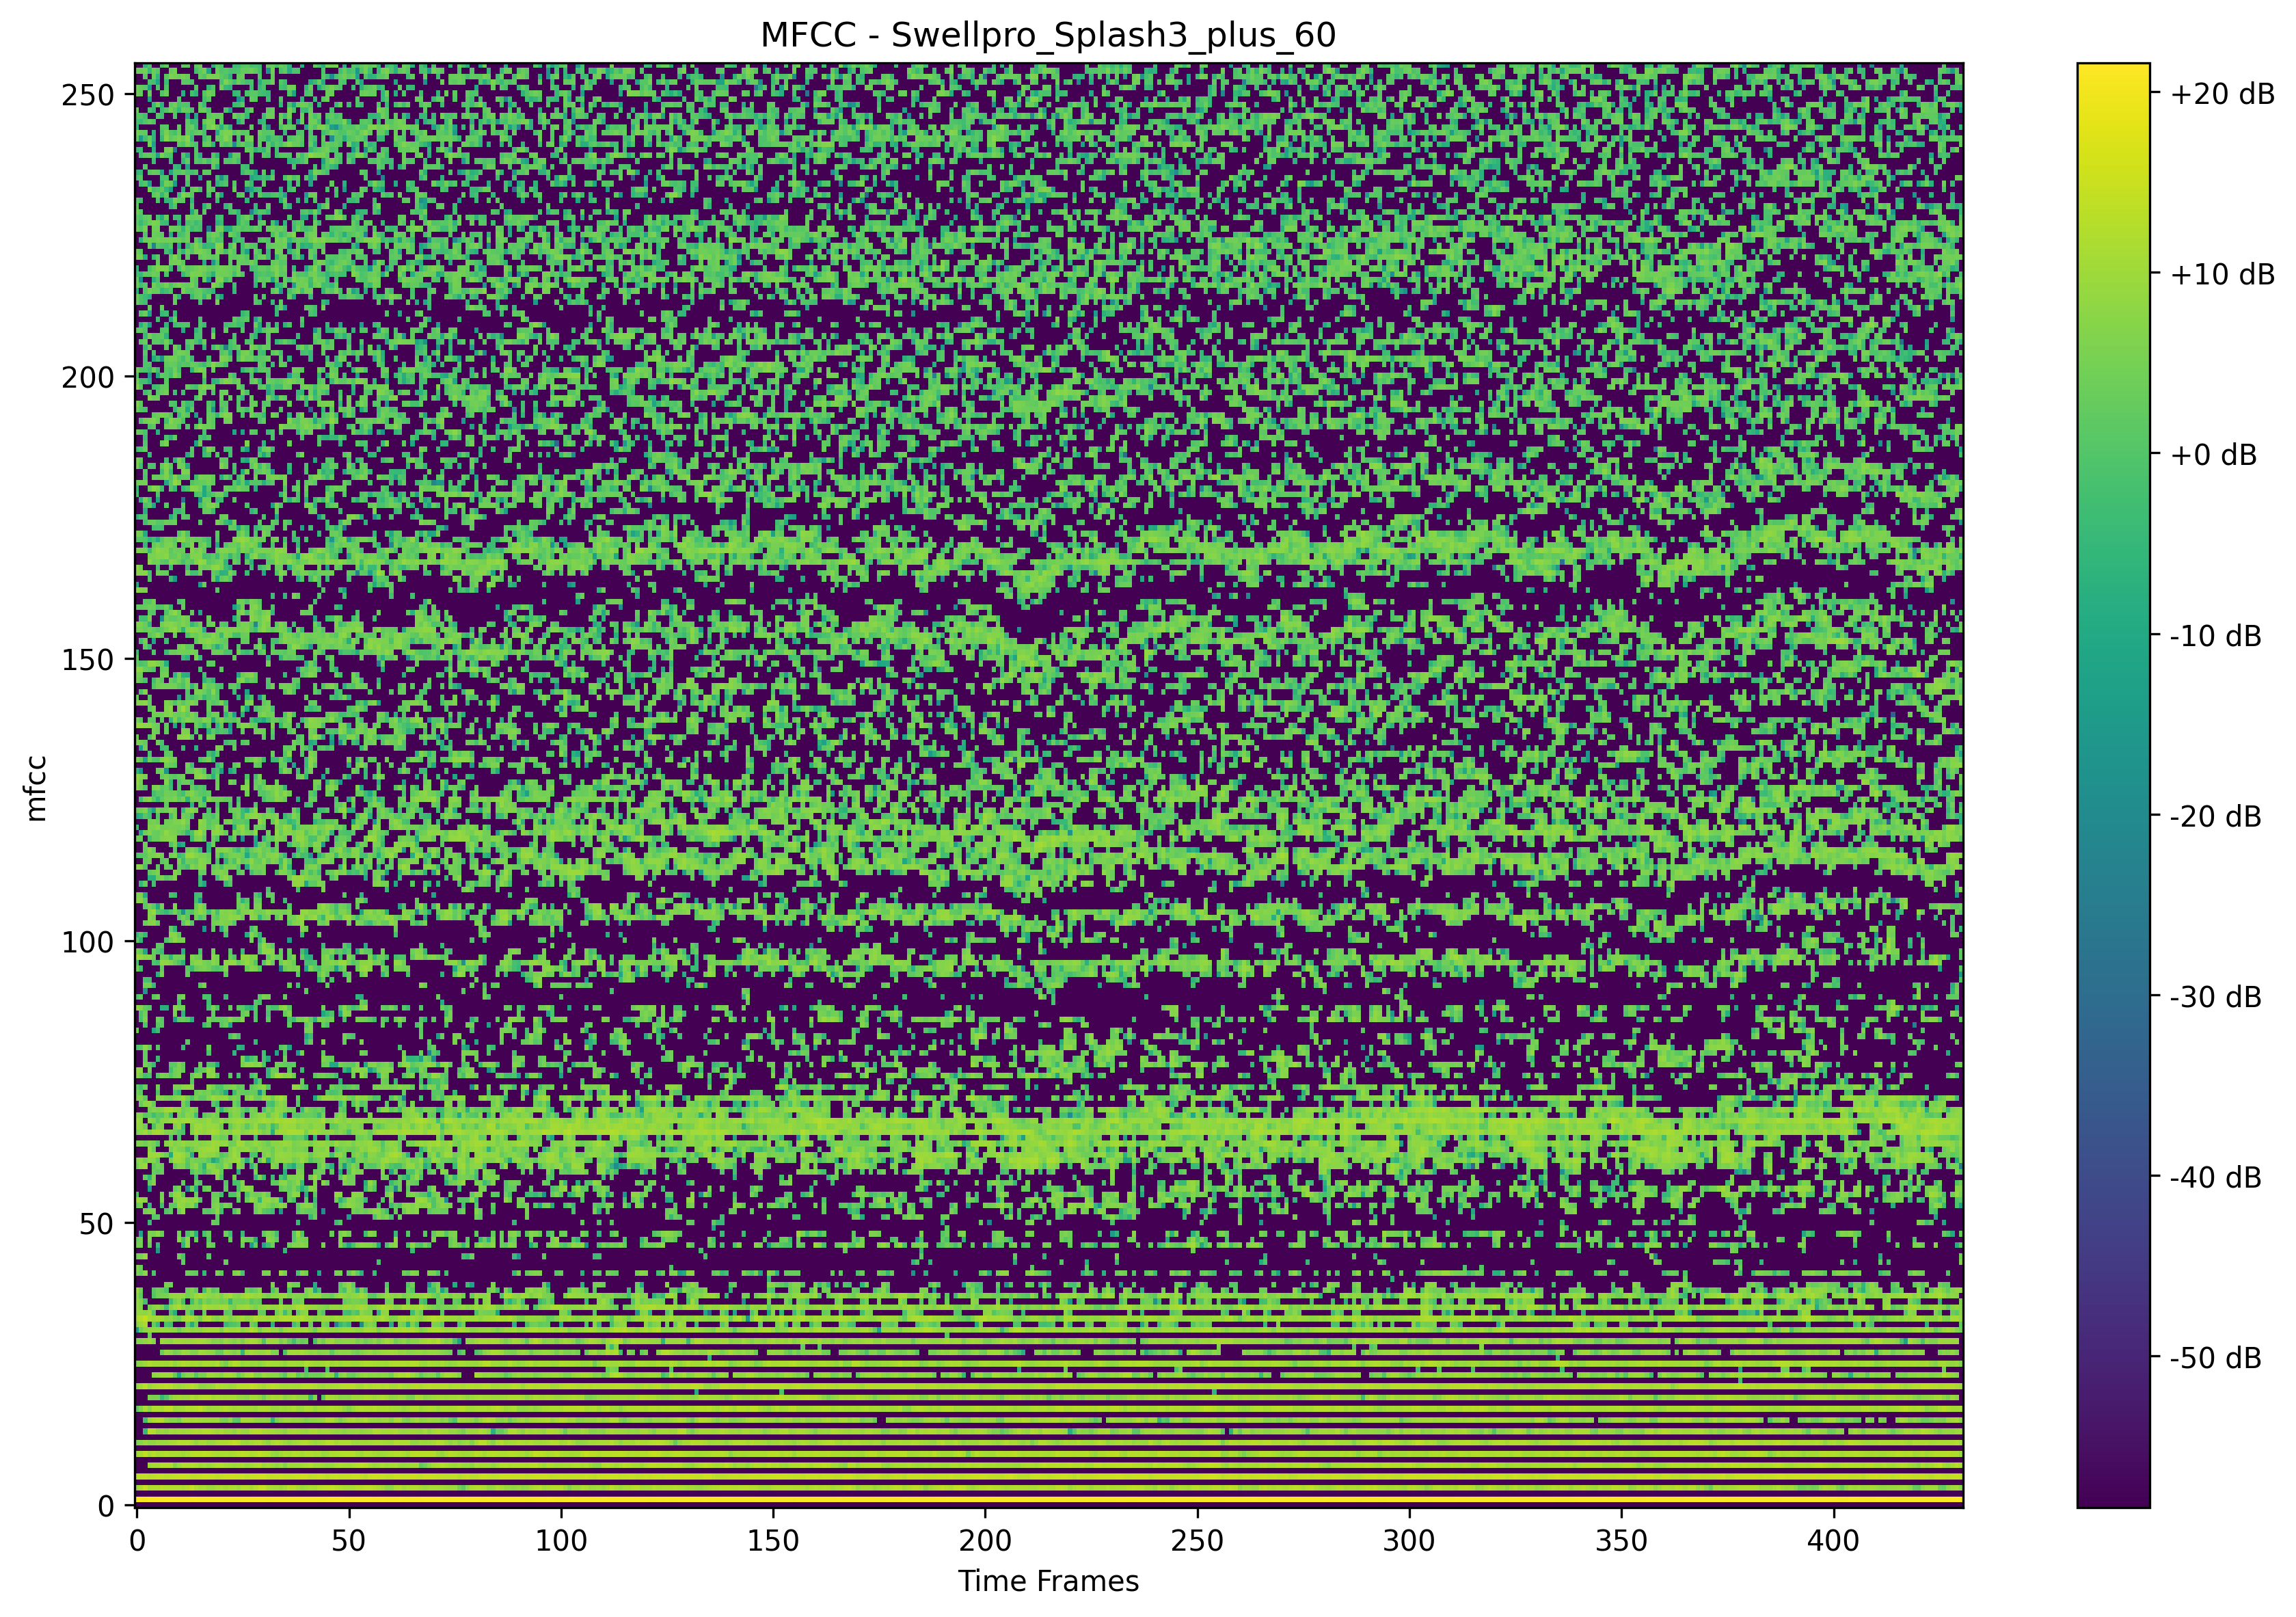 MFCC - Swellpro_Splash3_plus_60
250
200
150
100
50
0
mfcc
0 50 100 150 200 250 300 350 400
Time Frames
+20 dB
+10 dB
+0 dB
-10 dB
-20 dB
-30 dB
-40 dB
-50 dB